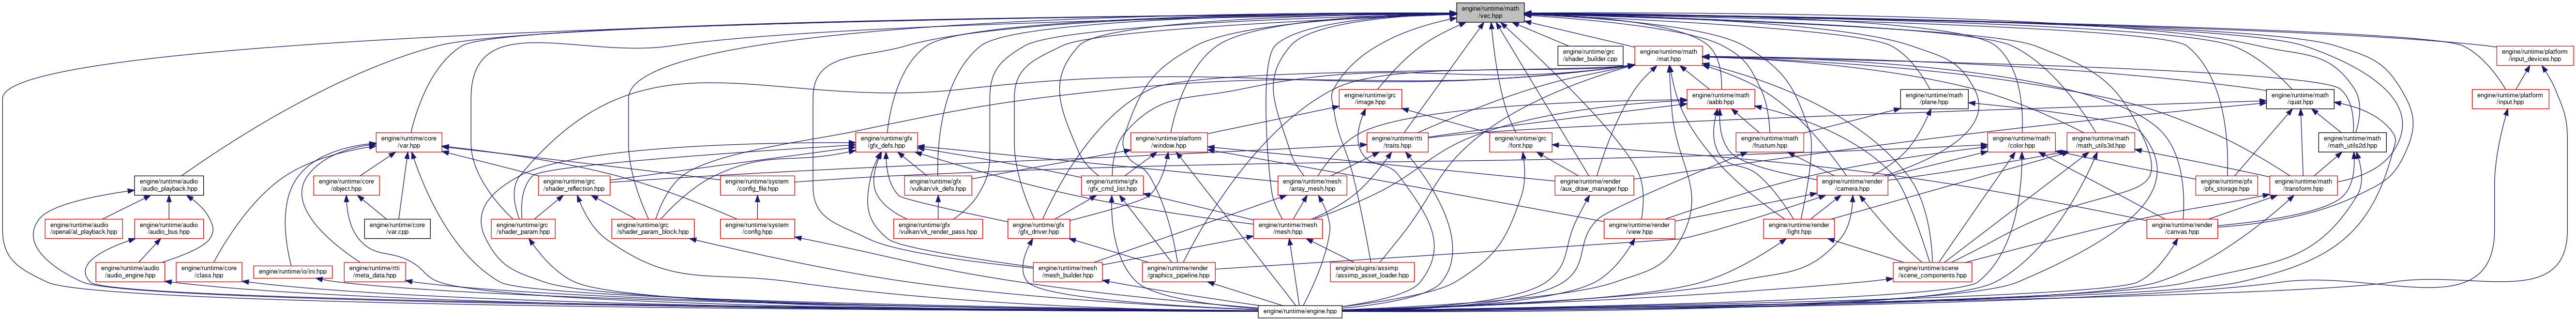 engine/runtime/math
/vec.hpp
engine/runtime/grc
/shader_builder.cpp
engine/runtime/math
/mat.hpp
engine/runtime/platform
/input_devices.hpp
engine/runtime/grc
/image.hpp
engine/runtime/math
/aabb.hpp
engine/runtime/math
/plane.hpp
engine/runtime/math
/quat.hpp
engine/runtime/platform
/input.hpp
engine/runtime/core
/var.hpp
engine/runtime/gfx
/gfx_defs.hpp
engine/runtime/platform
/window.hpp
engine/runtime/rtti
/traits.hpp
engine/runtime/grc
/font.hpp
engine/runtime/math
/frustum.hpp
engine/runtime/math
/color.hpp
engine/runtime/math
/math_utils3d.hpp
engine/runtime/math
/math_utils2d.hpp
engine/runtime/audio
/audio_playback.hpp
engine/runtime/core
/object.hpp
engine/runtime/grc
/shader_reflection.hpp
engine/runtime/system
/config_file.hpp
engine/runtime/gfx
/vulkan/vk_defs.hpp
engine/runtime/gfx
/gfx_cmd_list.hpp
engine/runtime/mesh
/array_mesh.hpp
engine/runtime/render
/aux_draw_manager.hpp
engine/runtime/render
/camera.hpp
engine/runtime/pfx
/pfx_storage.hpp
engine/runtime/math
/transform.hpp
engine/runtime/audio
/openal/al_playback.hpp
engine/runtime/audio
/audio_bus.hpp
engine/runtime/core
/var.cpp
engine/runtime/grc
/shader_param.hpp
engine/runtime/grc
/shader_param_block.hpp
engine/runtime/system
/config.hpp
engine/runtime/gfx
/vulkan/vk_render_pass.hpp
engine/runtime/gfx
/gfx_driver.hpp
engine/runtime/mesh
/mesh.hpp
engine/runtime/render
/view.hpp
engine/runtime/render
/light.hpp
engine/runtime/render
/canvas.hpp
engine/runtime/audio
/audio_engine.hpp
engine/runtime/core
/class.hpp
engine/runtime/io/ini.hpp
engine/runtime/rtti
/meta_data.hpp
engine/runtime/mesh
/mesh_builder.hpp
engine/runtime/render
/graphics_pipeline.hpp
engine/plugins/assimp
/assimp_asset_loader.hpp
engine/runtime/scene
/scene_components.hpp
engine/runtime/engine.hpp